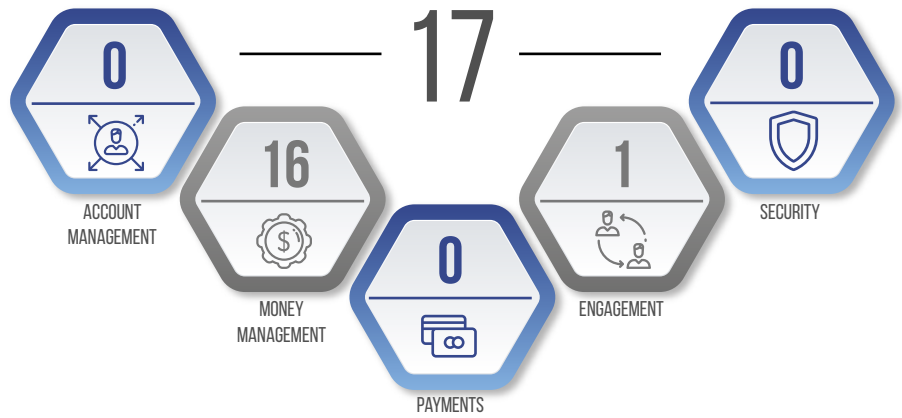 17
0
ACCOUNT
MANAGEMENT
16
$
MONEY
MANAGEMENT
0
PAYMENTS
1
ENGAGEMENT
0
SECURITY